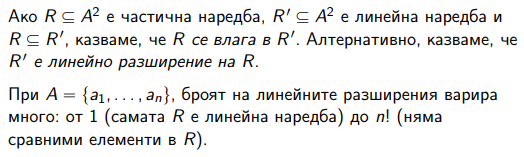 Ако R ⊆ A² е частична наредба, R′ ⊆ A² е линейна наредба и
R ⊆ R′, казваме, че R се влага в R′. Алтернативно, казваме, че
R′ е линейно разширение на R.
При A = {a₁, . . . , aₙ}, броят на линейните разширения варира
много: от 1 (самата R е линейна наредба) до n! (няма
сравними елементи в R).